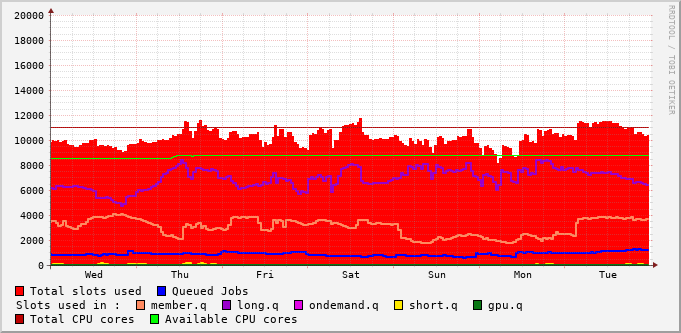 20000
18000
16000
14000
12000
10000
8000
6000
4000
2000
0
Wed Thu Fri Sat Sun Mon Tue
RRDTOOL / TOBI OETIKER
Total slots used Queued Jobs
Slots used in : member.q long.q ondemand.q short.q gpu.q
Total CPU cores Available CPU cores